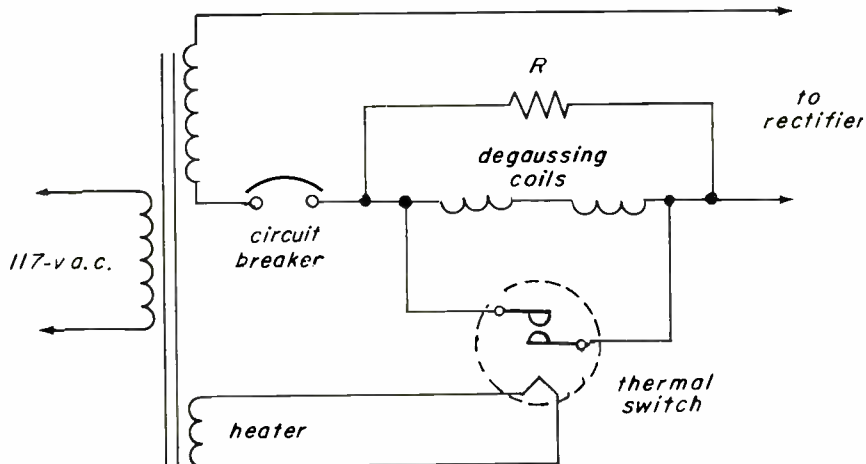 R
to
rectifier
degaussing
coils
circuit
breaker
117-v a.c.
thermal
switch
heater